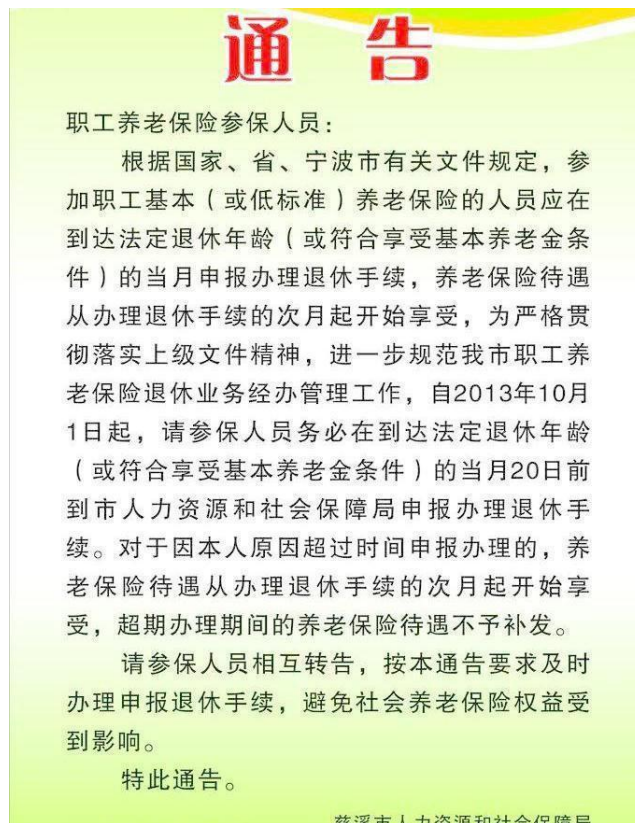 通 告
职工养老保险参保人员：
根据国家、省、宁波市有关文件规定，参
加职工基本（或低标准）养老保险的人员应在
到达法定退休年龄（或符合享受基本养老金条
件）的当月申报办理退休手续，养老保险待遇
从办理退休手续的次月起开始享受，为严格贯
彻落实上级文件精神，进一步规范我市职工养
老保险退休业务经办管理工作，自2013年10月
1日起，请参保人员务必在到达法定退休年龄
（或符合享受基本养老金条件）的当月20日前
到市人力资源和社会保障局申报办理退休手
续。对于因本人原因超过时间申报办理的，养
老保险待遇从办理退休手续的次月起开始享
受，超期办理期间的养老保险待遇不予补发。
请参保人员相互转告，按本通告要求及时
办理申报退休手续，避免社会养老保险权益受
到影响。
特此通告。
慈溪市人力资源和社会保障局